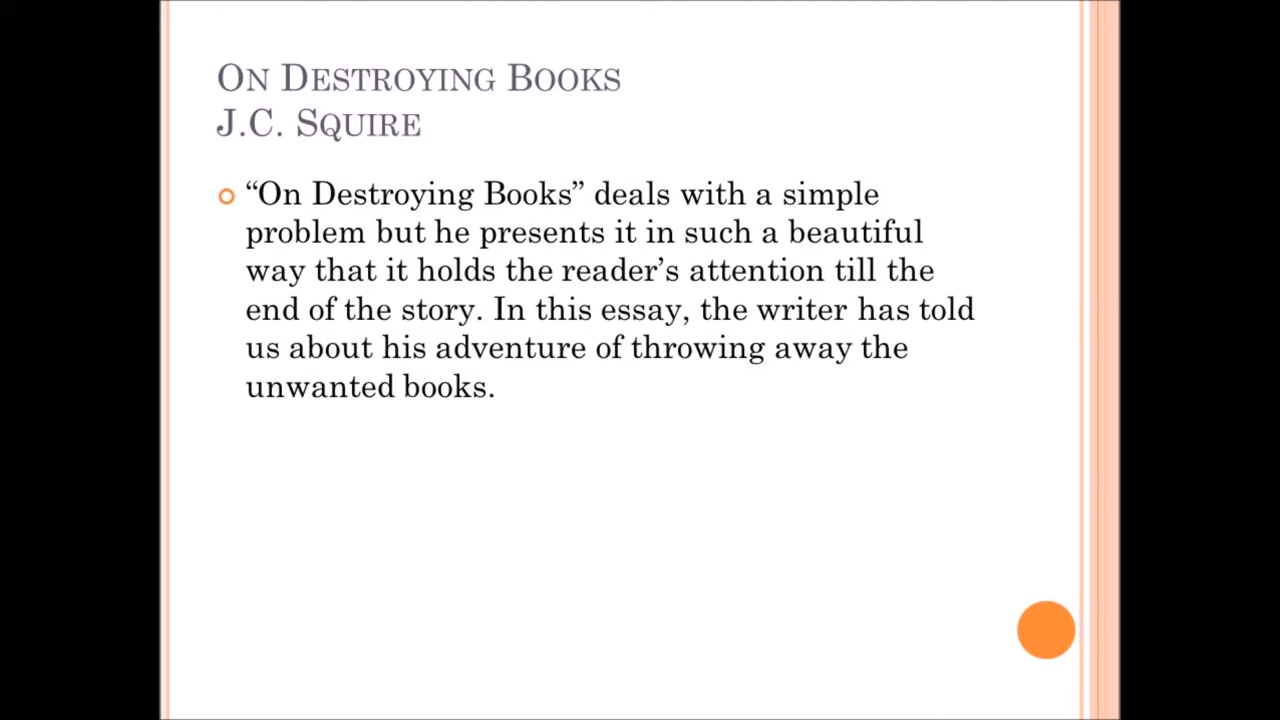 ON DESTROYING BOOKS
J.C. SQUIRE
“On Destroying Books” deals with a simple
problem but he presents it in such a beautiful
way that it holds the reader’s attention till the
end of the story. In this essay, the writer has told
us about his adventure of throwing away the
unwanted books.